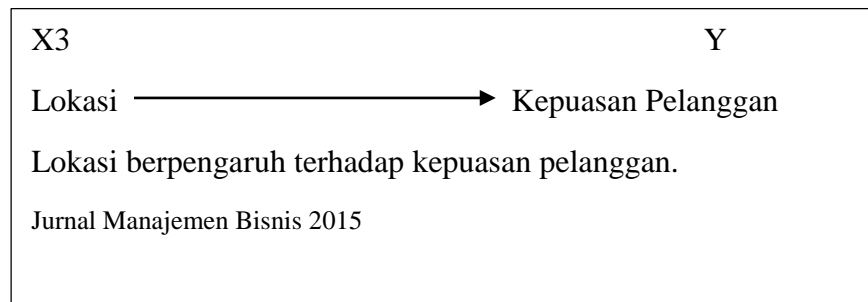 X3 Y
Lokasi Kepuasan Pelanggan
Lokasi berpengaruh terhadap kepuasan pelanggan.
Jurnal Manajemen Bisnis 2015